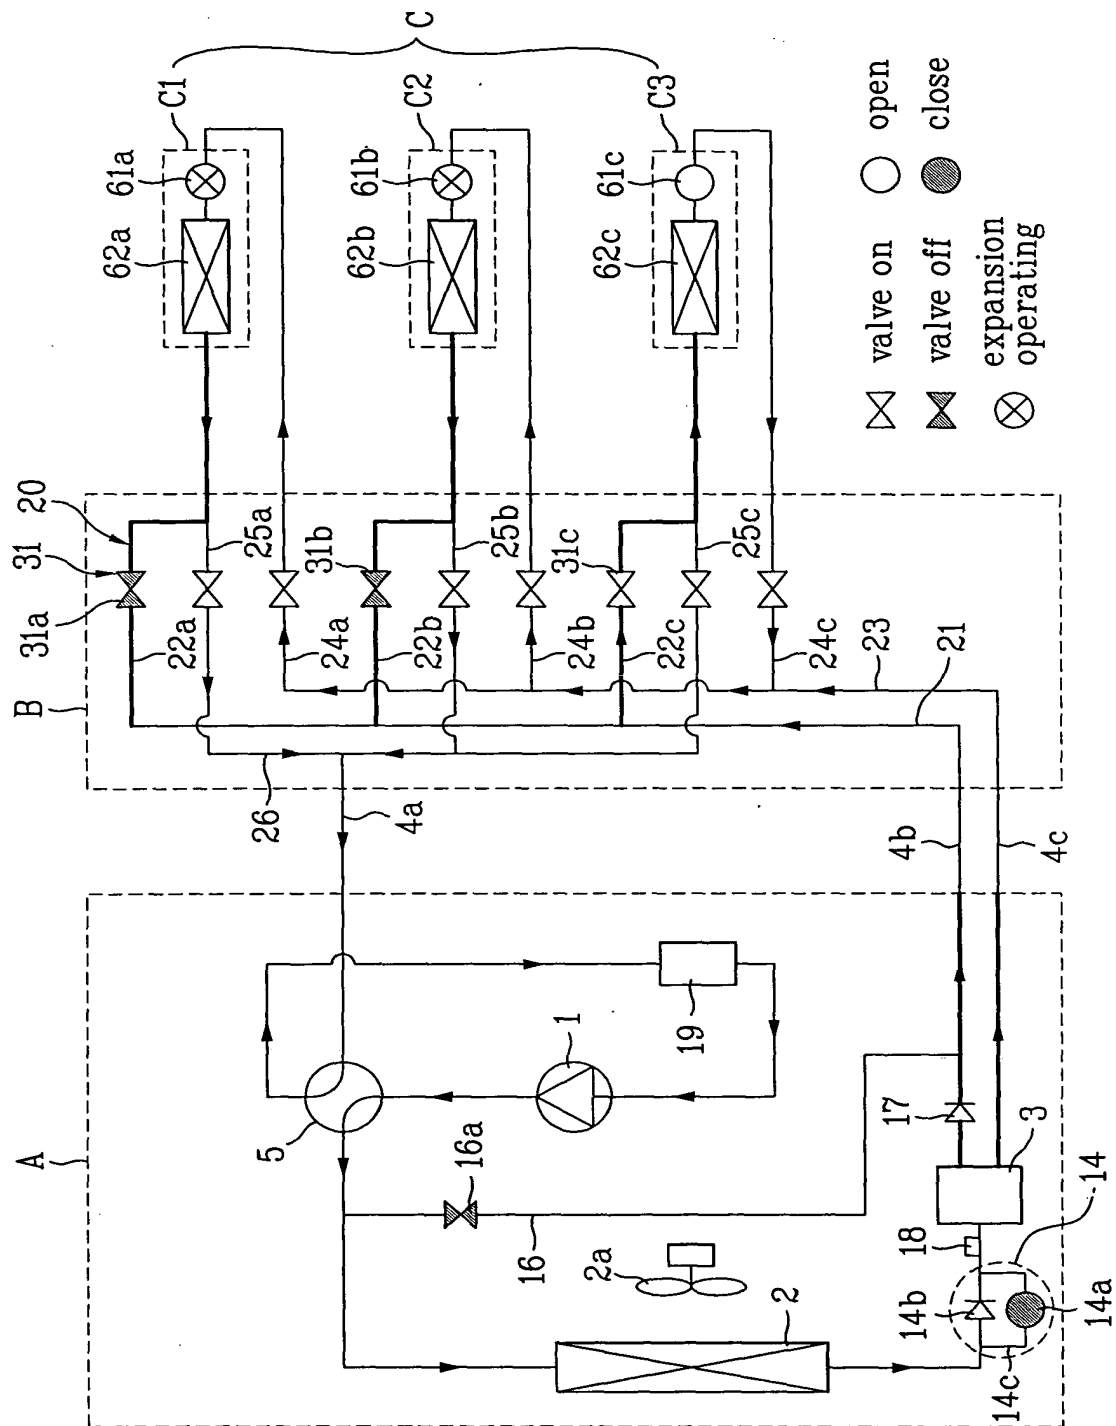 C
C1
C2
C3
61a
61b
61c
62a
62b
62c
open
close
valve on
valve off
expansion
operating
20
31
31a
31b
31c
25a
25b
25c
22a
22b
22c
24a
24b
24c
23
21
B
26
4a
4b
4c
A
5
1
19
16a
16
17
3
14
18
2a
2
14b
14a
14c